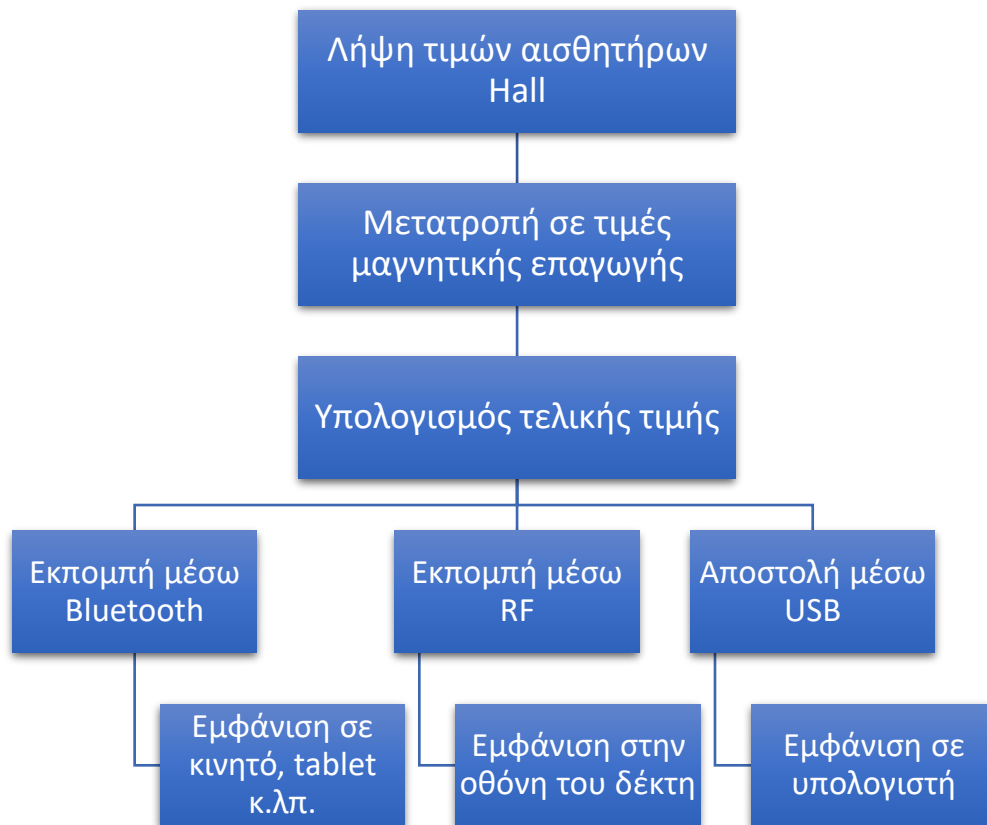 Λήψη τιμών αισθητήρων
Hall
Μετατροπή σε τιμές
μαγνητικής επαγωγής
Υπολογισμός τελικής τιμής
Εκπομπή μέσω
Bluetooth
Εκπομπή μέσω
RF
Αποστολή μέσω
USB
Εμφάνιση σε
κινητό, tablet
κ.λπ.
Εμφάνιση στην
οθόνη του δέκτη
Εμφάνιση σε
υπολογιστή